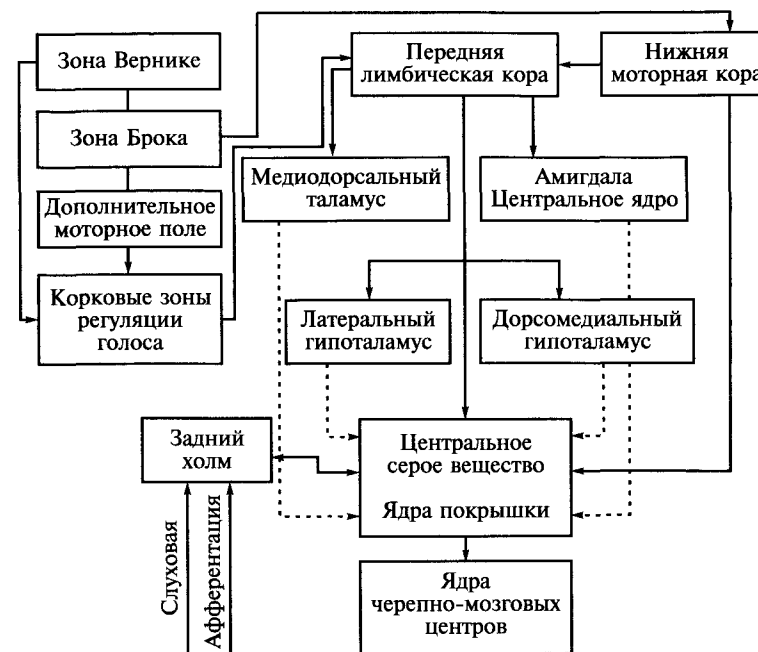 Зона Вернике
Передняя
лимбическая кора
Нижняя
моторная кора
Зона Брока
Медиодорсальный
таламус
Амигдала
Центральное ядро
Дополнительное
моторное поле
Корковые зоны
регуляции
голоса
Латеральный
гипоталамус
Дорсомедиальный
гипоталамус
Задний
холм
Центральное
серое вещество
Ядра покрышки
Слуховая
Афферентация
Ядра
черепно-мозговых
центров